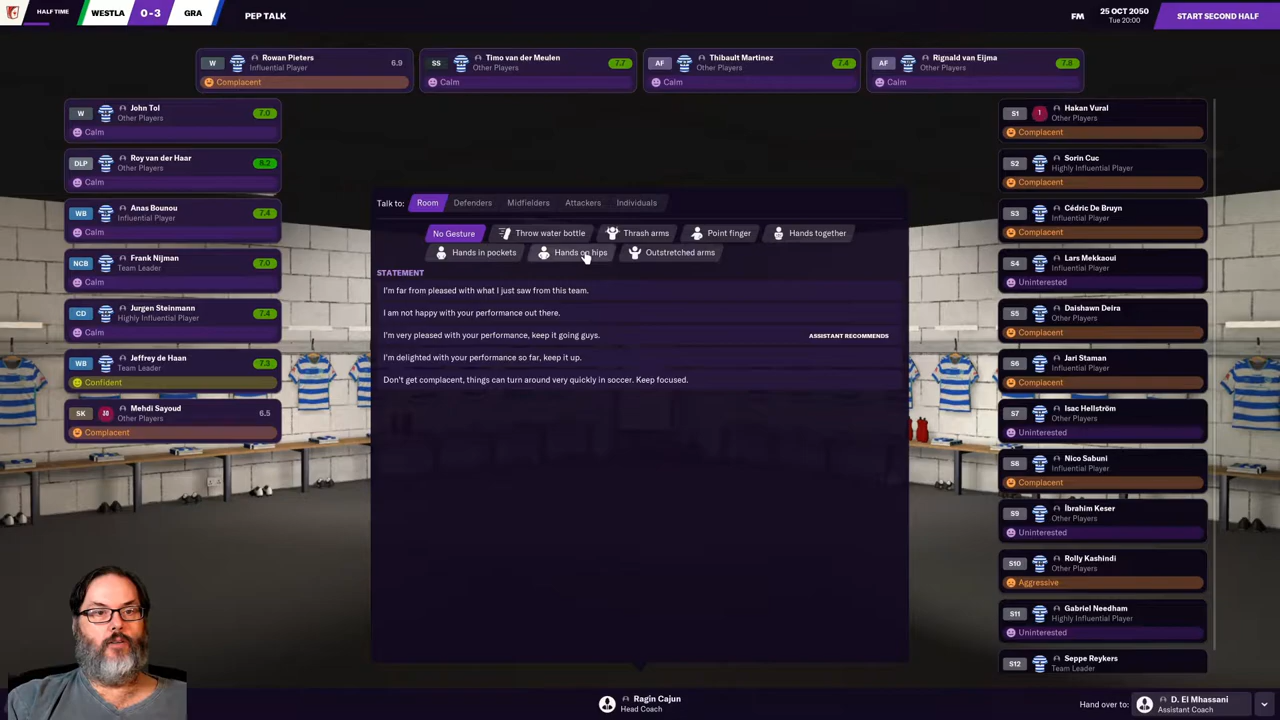 HALF TIME
WESTLA
0-3
GRA
PEP TALK
FM
25 OCT 2050
Tue 20:00
START SECOND HALF
W
Rowan Pieters
Influential Player
6.9
Complacent
SS
Timo van der Meulen
Other Players
7.7
Calm
AF
Thibault Martinez
Other Players
7.4
Calm
AF
Rignald van Eijma
Other Players
7.8
Calm
W
John Tol
Other Players
7.0
Calm
DLP
Roy van der Haar
Other Players
8.2
Calm
WB
Anas Bounou
Influential Player
7.4
Calm
NCB
Frank Nijman
Team Leader
7.0
Calm
CD
Jurgen Steinmann
Highly Influential Player
7.4
Calm
WB
Jeffrey de Haan
Team Leader
7.3
Confident
SK
Mehdi Sayoud
Other Players
6.5
Complacent
Talk to:
Room
Defenders
Midfielders
Attackers
Individuals
No Gesture
Throw water bottle
Thrash arms
Point finger
Hands together
Hands in pockets
Hands on hips
Outstretched arms
STATEMENT
I'm far from pleased with what I just saw from this team.
I am not happy with your performance out there.
I'm very pleased with your performance, keep it going guys.
ASSISTANT RECOMMENDS
I'm delighted with your performance so far, keep it up.
Don't get complacent, things can turn around very quickly in soccer. Keep focused.
S1
1
Hakan Vural
Other Players
Complacent
S2
Sorin Cuc
Highly Influential Player
Complacent
S3
Cédric De Bruyn
Influential Player
Complacent
S4
Lars Mekkaoui
Influential Player
Uninterested
S5
Daishawn Deira
Other Players
Complacent
S6
Jari Staman
Influential Player
Complacent
S7
Isac Hellström
Other Players
Uninterested
S8
Nico Sabuni
Influential Player
Complacent
S9
İbrahim Keser
Other Players
Uninterested
S10
Rolly Kashindi
Other Players
Aggressive
S11
Gabriel Needham
Highly Influential Player
Uninterested
S12
Seppe Reykers
Team Leader
Ragin Cajun
Head Coach
Hand over to:
D. El Mhassani
Assistant Coach